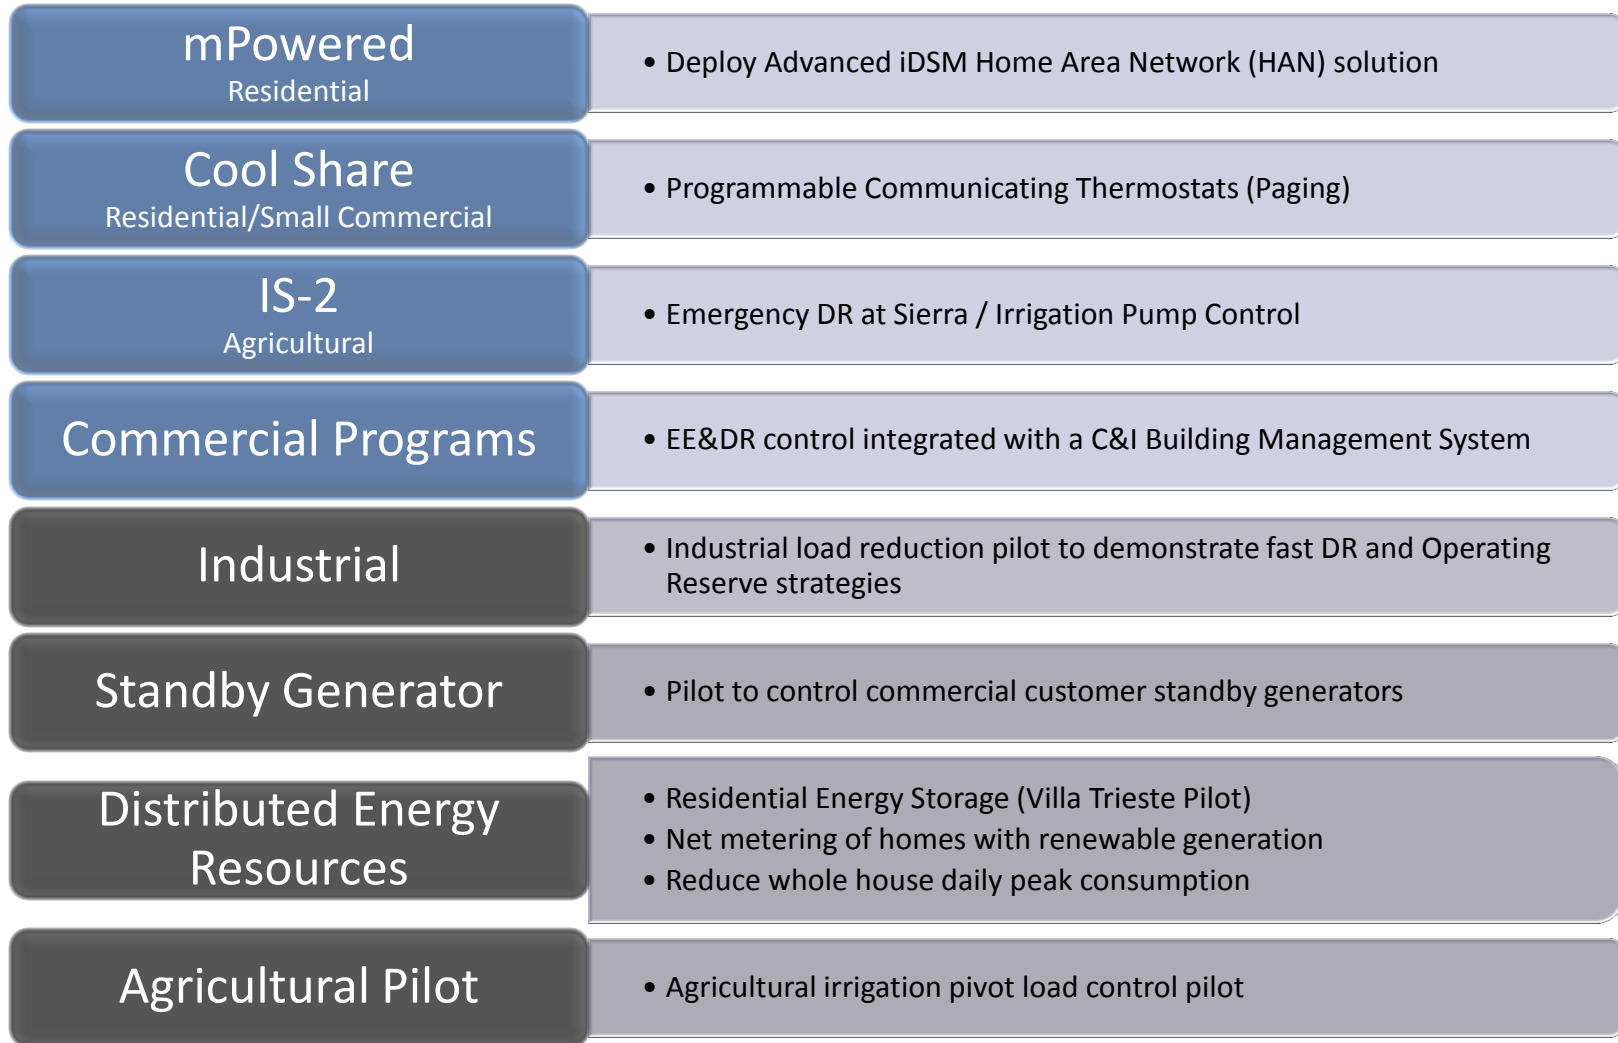 mPowered
Residential
• Deploy Advanced iDSM Home Area Network (HAN) solution
Cool Share
Residential/Small Commercial
• Programmable Communicating Thermostats (Paging)
IS-2
Agricultural
• Emergency DR at Sierra / Irrigation Pump Control
Commercial Programs
• EE&DR control integrated with a C&I Building Management System
Industrial
• Industrial load reduction pilot to demonstrate fast DR and Operating
Reserve strategies
Standby Generator
• Pilot to control commercial customer standby generators
Distributed Energy
Resources
• Residential Energy Storage (Villa Trieste Pilot)
• Net metering of homes with renewable generation
• Reduce whole house daily peak consumption
Agricultural Pilot
• Agricultural irrigation pivot load control pilot